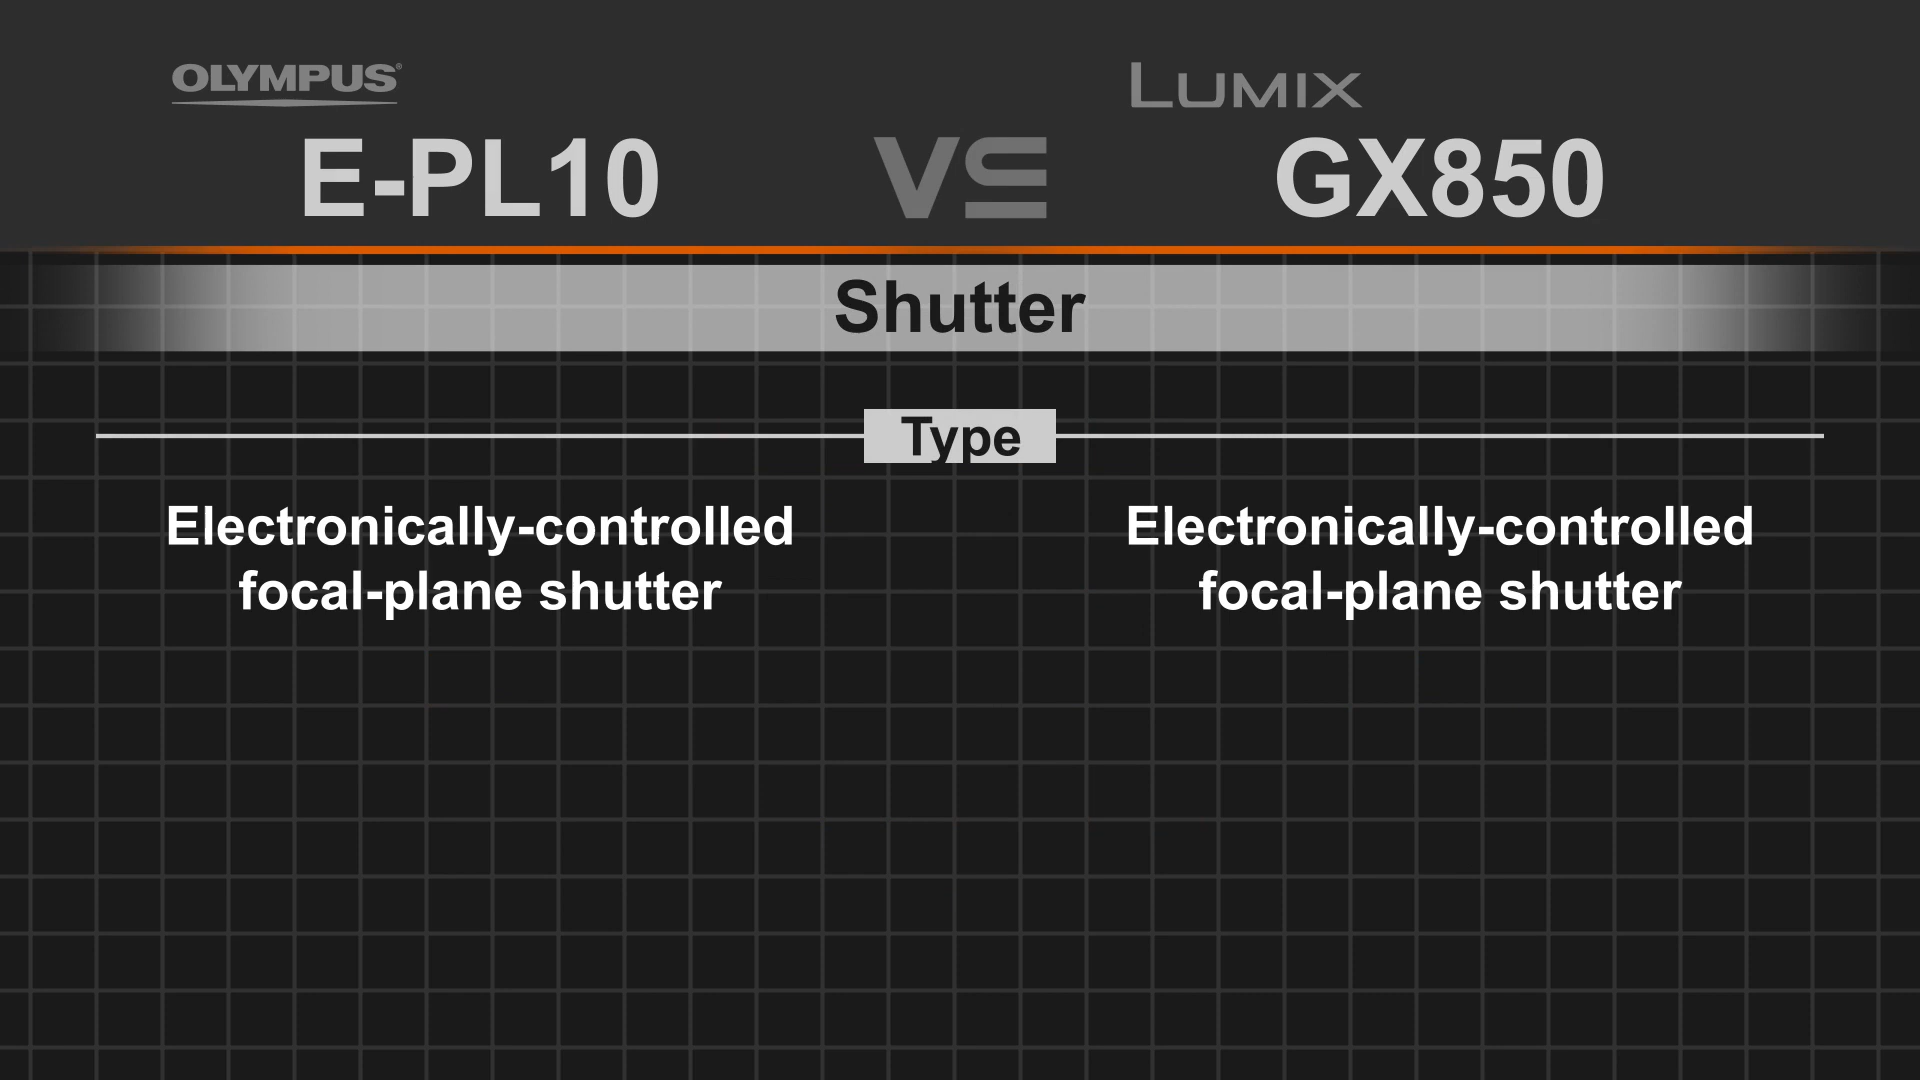 OLYMPUS®
LUMIX
E-PL10 VS GX850
Shutter
Type
Electronically-controlled
focal-plane shutter
Electronically-controlled
focal-plane shutter